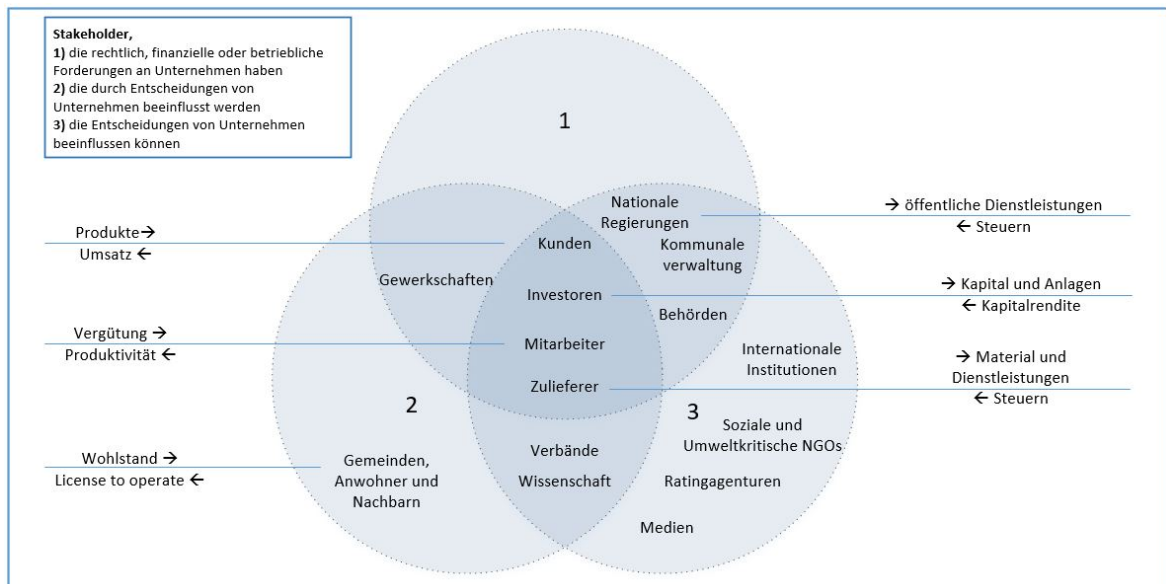 Stakeholder,
1) die rechtlich, finanzielle oder betriebliche
Forderungen an Unternehmen haben
2) die durch Entscheidungen von
Unternehmen beeinflusst werden
3) die Entscheidungen von Unternehmen
beeinflussen können
1
Nationale
Regierungen
→ öffentliche Dienstleistungen
← Steuern
Produkte→
Umsatz ←
Kunden
Kommunale
verwaltung
Gewerkschaften
Investoren
→ Kapital und Anlagen
← Kapitalrendite
Behörden
Vergütung →
Produktivität ←
Mitarbeiter
Internationale
Institutionen
→ Material und
Dienstleistungen
← Steuern
Zulieferer
2
3
Soziale und
Umweltkritische NGOs
Verbände
Wohlstand →
License to operate ←
Gemeinden,
Anwohner und
Nachbarn
Wissenschaft
Ratingagenturen
Medien